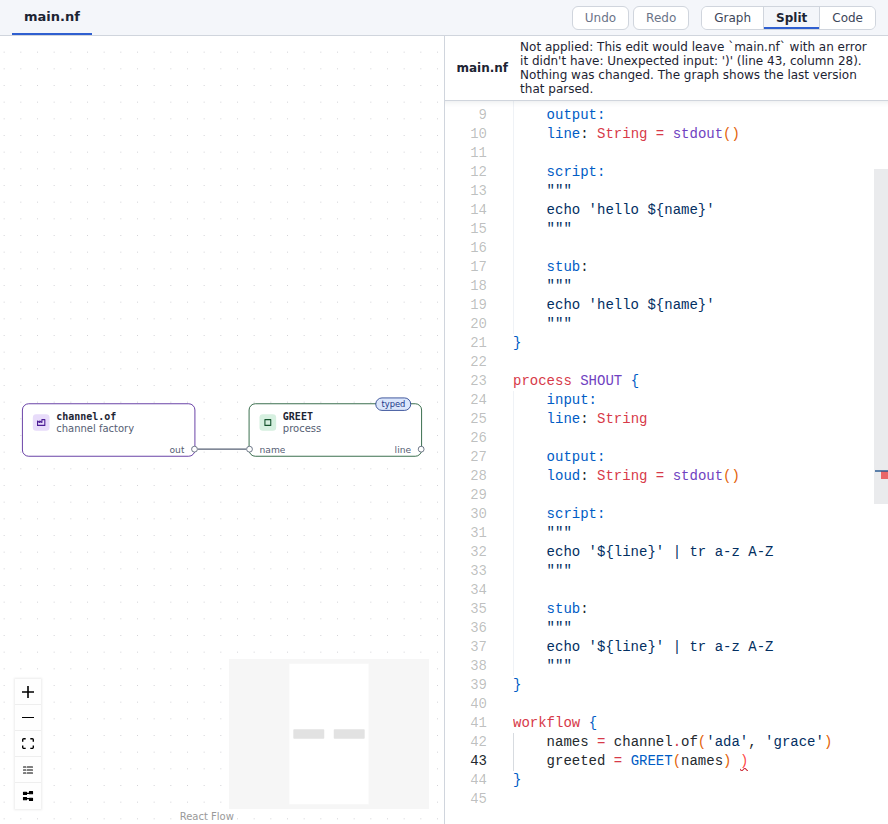 main.nf
Undo
Redo
Graph
Split
Code
main.nf
Not applied: This edit would leave `main.nf` with an error
it didn't have: Unexpected input: ')' (line 43, column 28).
Nothing was changed. The graph shows the last version
that parsed.
typed
channel.of
channel factory
out
GREET
process
name
line
React Flow
9 output:
10 line: String = stdout()
11
12 script:
13 """
14 echo 'hello ${name}'
15 """
16
17 stub:
18 """
19 echo 'hello ${name}'
20 """
21 }
22
23 process SHOUT {
24 input:
25 line: String
26
27 output:
28 loud: String = stdout()
29
30 script:
31 """
32 echo '${line}' | tr a-z A-Z
33 """
34
35 stub:
36 """
37 echo '${line}' | tr a-z A-Z
38 """
39 }
40
41 workflow {
42 names = channel.of('ada', 'grace')
43 greeted = GREET(names) )
44 }
45